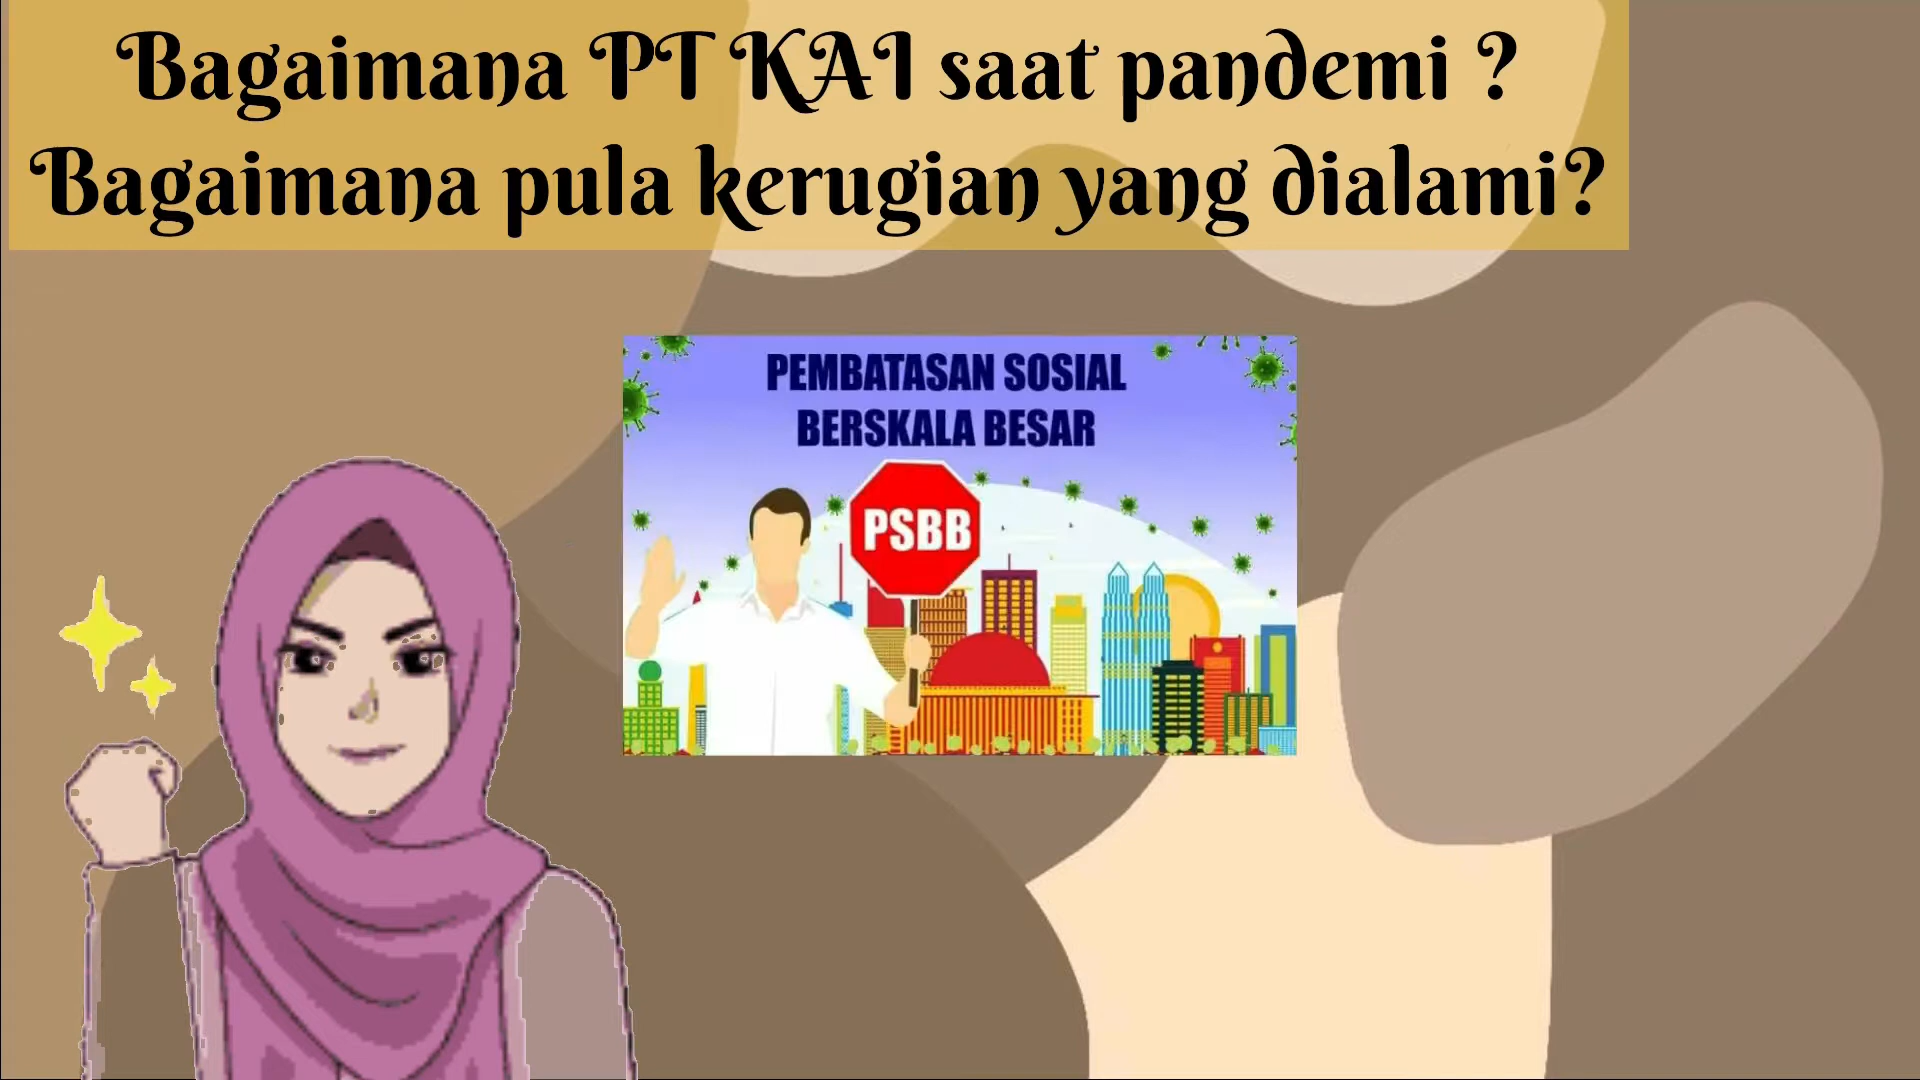 Bagaimana PT KAI saat pandemi ?
Bagaimana pula kerugian yang dialami?
PEMBATASAN SOSIAL
BERSKALA BESAR
PSBB